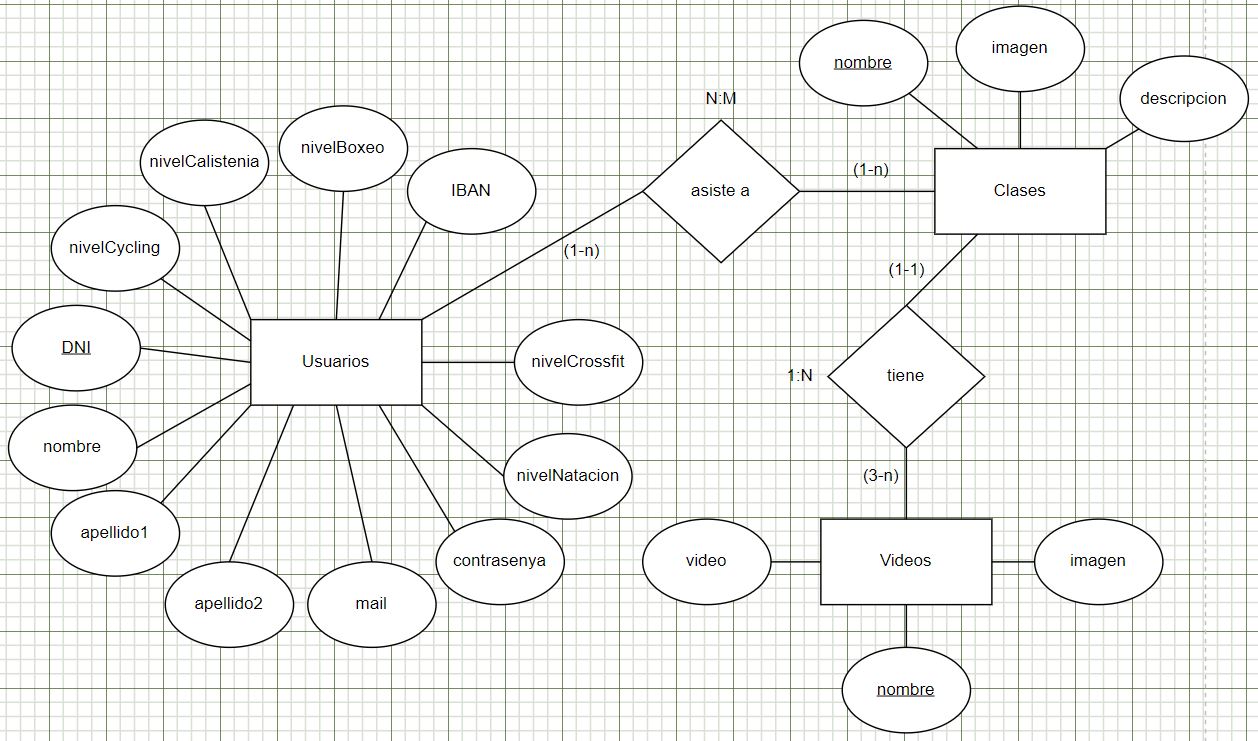 imagen
nombre
descripcion
N:M
nivelBoxeo
nivelCalistenia
IBAN
asiste a
(1-n)
Clases
nivelCycling
(1-n)
(1-1)
DNI
Usuarios
nivelCrossfit
1:N
tiene
nombre
nivelNatacion
(3-n)
apellido1
contrasenya
video
Videos
imagen
apellido2
mail
nombre